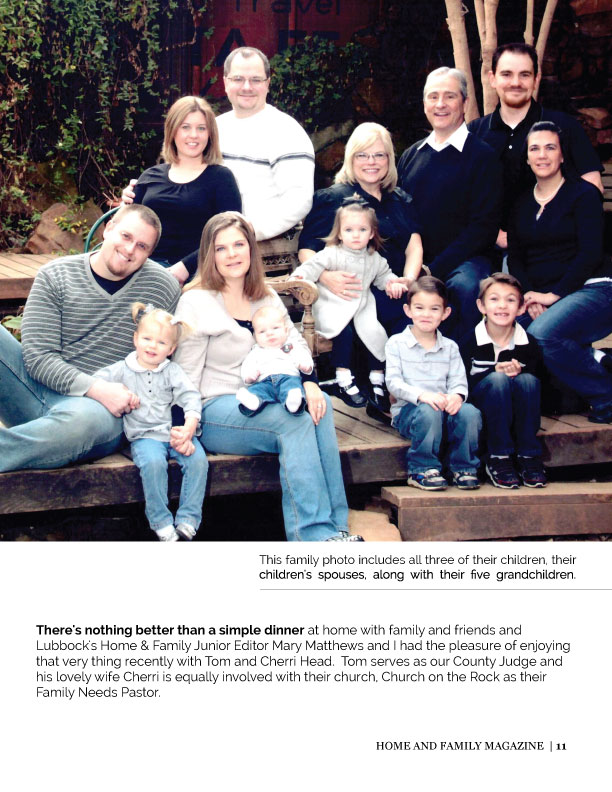 Travel
This family photo includes all three of their children, their
children's spouses, along with their five grandchildren.
There's nothing better than a simple dinner at home with family and friends and
Lubbock's Home & Family Junior Editor Mary Matthews and I had the pleasure of enjoying
that very thing recently with Tom and Cherri Head. Tom serves as our County Judge and
his lovely wife Cherri is equally involved with their church, Church on the Rock as their
Family Needs Pastor.
HOME AND FAMILY MAGAZINE | 11